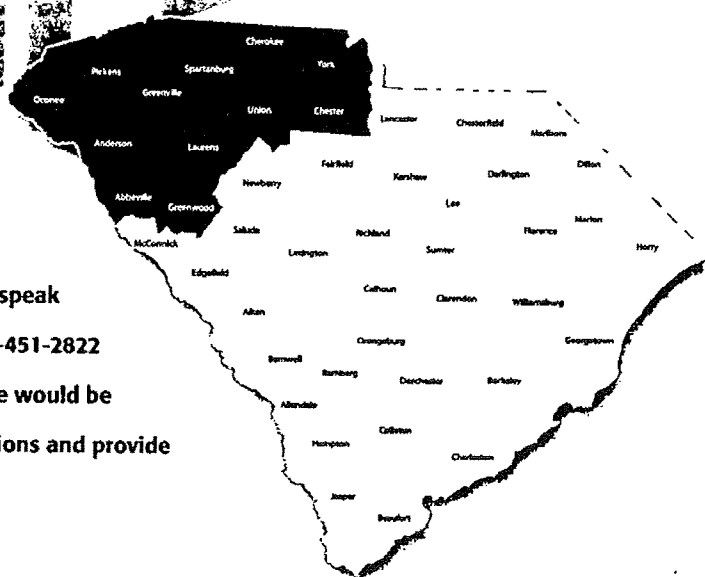 Cherokee
York
Spartanburg
Pickens
Greenville
Oconee
Union
Chester
Lancaster
Chesterfield
Marlboro
Anderson
Laurens
Fairfield
Kershaw
Darlington
Dillon
Newberry
Abbeville
Greenwood
Lee
Marion
Saluda
Richland
Florence
McCormick
Lexington
Sumter
Horry
Edgefield
Calhoun
Clarendon
Williamsburg
speak
Aiken
Orangeburg
Georgetown
-451-2822
Barnwell
Bamberg
Dorchester
Berkeley
e would be
Allendale
Colleton
Hampton
ions and provide
Charleston
Jasper
Beaufort